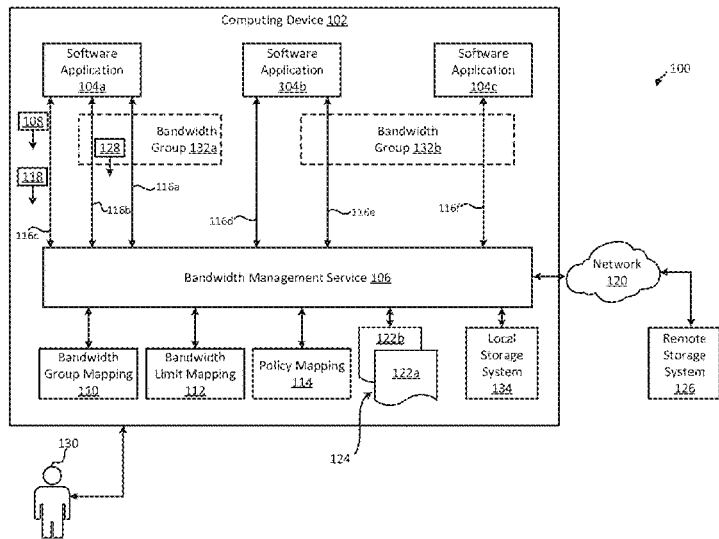 Computing Device 102
Software
Application
104a
Software
Application
104b
Software
Application
104c
100
108
Bandwidth
Group 132a
128
Bandwidth
Group 132b
118
116a
116b
116c
116d
116e
116f
Bandwidth Management Service 106
Network
120
Bandwidth
Group Mapping
110
Bandwidth
Limit Mapping
112
Policy Mapping
114
122b
122a
Local
Storage
System
134
Remote
Storage
System
126
124
130